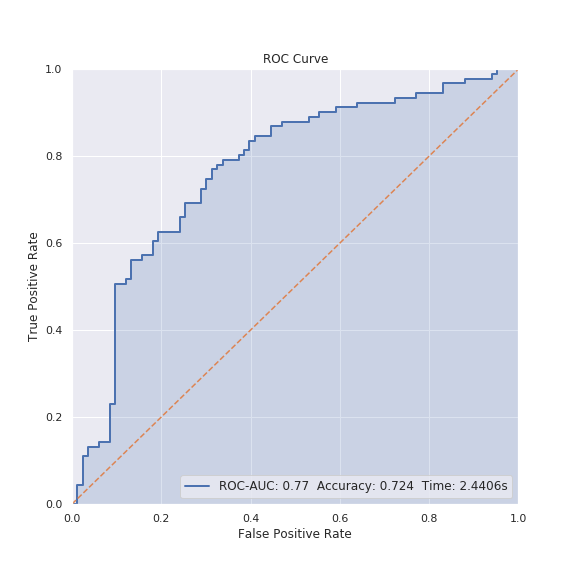 ROC Curve
1.0
0.8
0.6
0.4
0.2
0.0
True Positive Rate
ROC-AUC: 0.77  Accuracy: 0.724  Time: 2.4406s
0.0 0.2 0.4 0.6 0.8 1.0
False Positive Rate